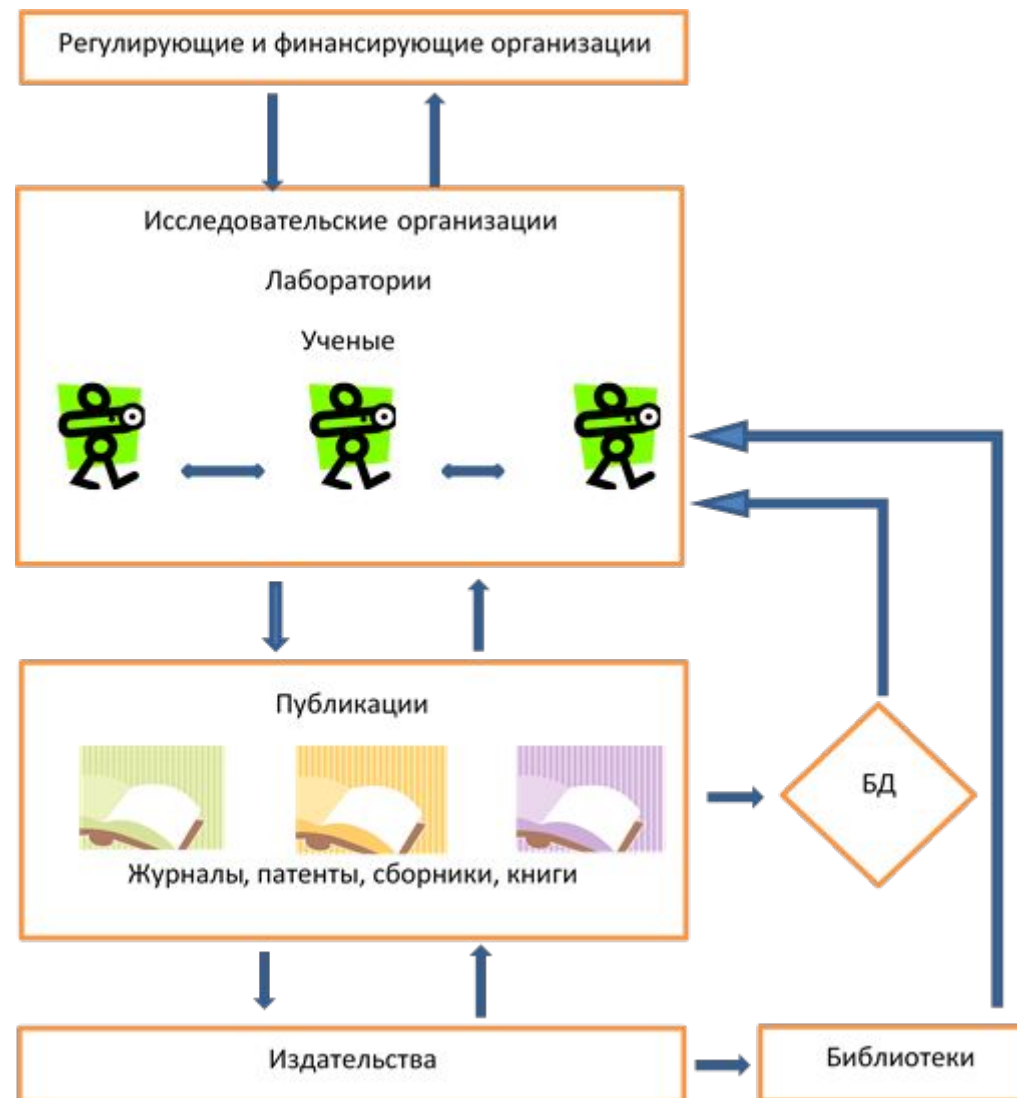 Регулирующие и финансирующие организации
Исследовательские организации
Лаборатории
Ученые
Публикации
БД
Журналы, патенты, сборники, книги
Издательства
Библиотеки